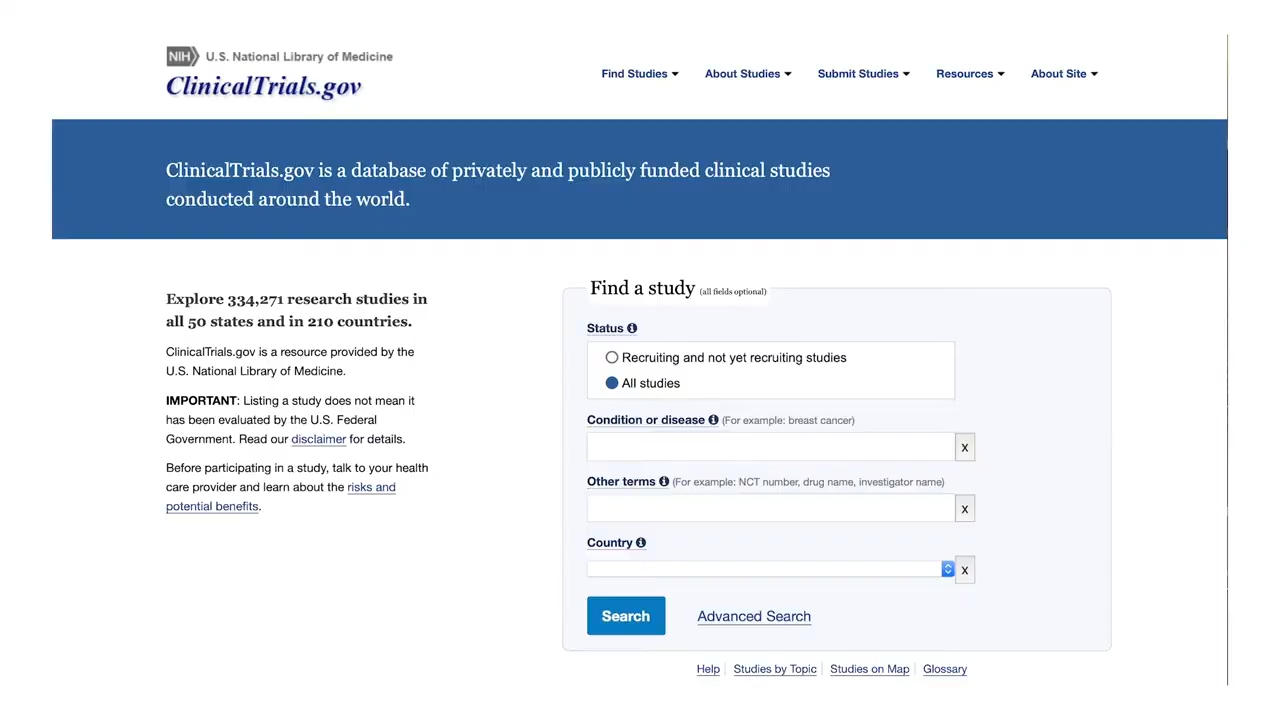 NIH U.S. National Library of Medicine
ClinicalTrials.gov
Find Studies About Studies Submit Studies Resources About Site
ClinicalTrials.gov is a database of privately and publicly funded clinical studies
conducted around the world.
Explore 334,271 research studies in
all 50 states and in 210 countries.
ClinicalTrials.gov is a resource provided by the
U.S. National Library of Medicine.
IMPORTANT: Listing a study does not mean it
has been evaluated by the U.S. Federal
Government. Read our disclaimer for details.
Before participating in a study, talk to your health
care provider and learn about the risks and
potential benefits.
Find a study (all fields optional)
Status
Recruiting and not yet recruiting studies
All studies
Condition or disease (For example: breast cancer)
x
Other terms (For example: NCT number, drug name, investigator name)
x
Country
x
Search Advanced Search
Help Studies by Topic Studies on Map Glossary